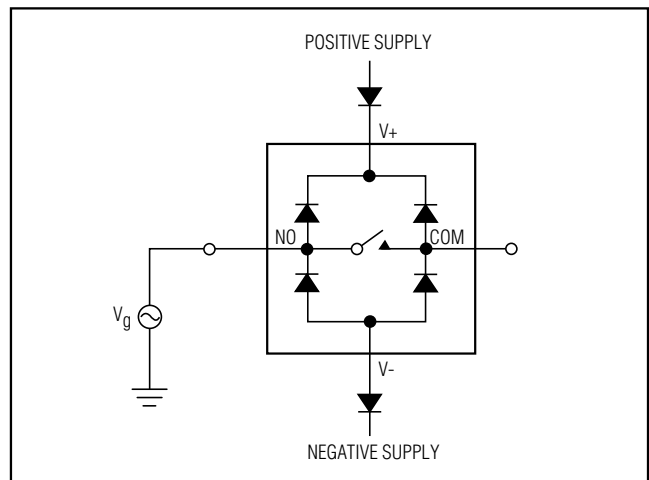 POSITIVE SUPPLY
V+
NO
COM
Vg
V-
NEGATIVE SUPPLY